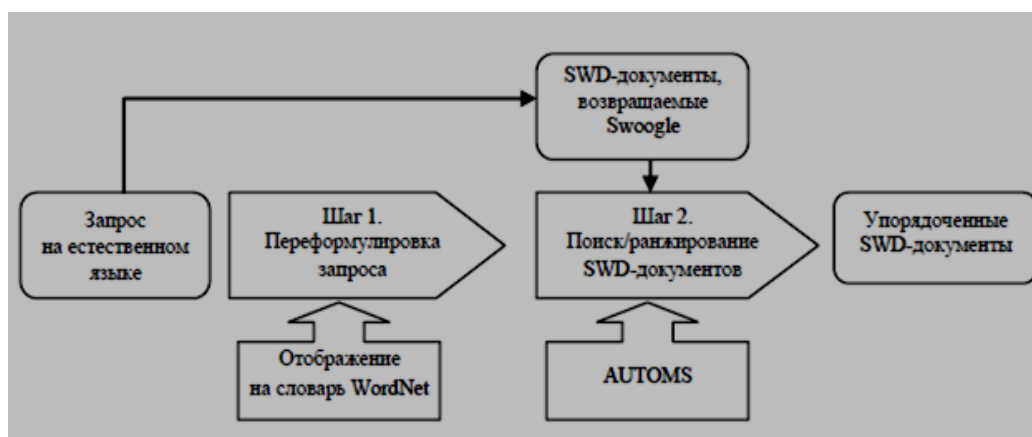 SWD-документы,
возвращаемые
Swoogle
Запрос
на естественном
языке
Шаг 1.
Переформулировка
запроса
Шаг 2.
Поиск/ранжирование
SWD-документов
Упорядоченные
SWD-документы
Отображение
на словарь WordNet
AUTOMS